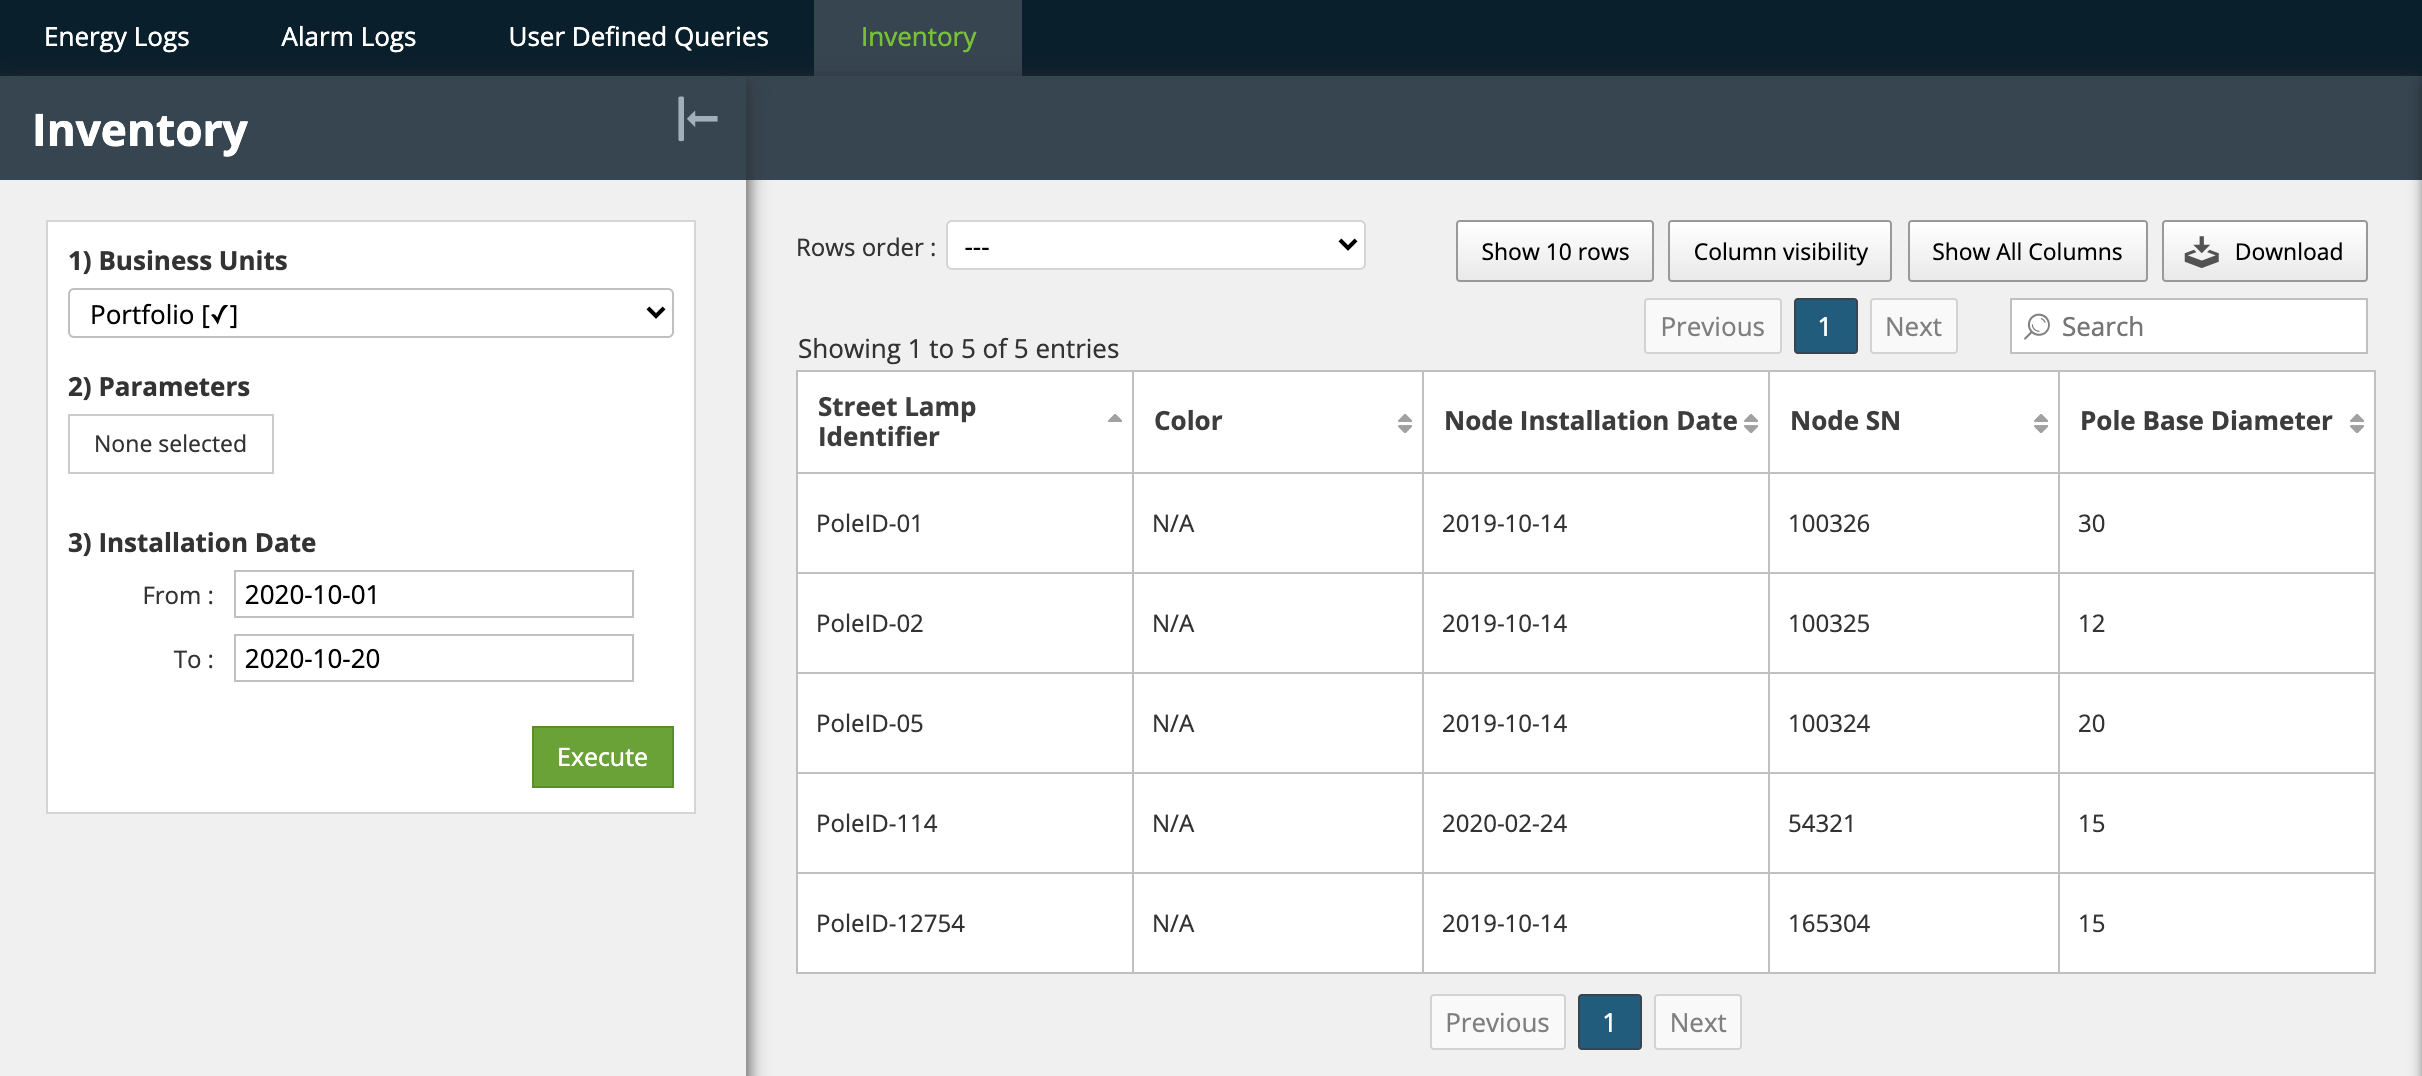 Energy Logs
Alarm Logs
User Defined Queries
Inventory
Inventory
1) Business Units
Portfolio [✓]
2) Parameters
None selected
3) Installation Date
From : 2020-10-01
To : 2020-10-20
Execute
Rows order : ---
Show 10 rows
Column visibility
Show All Columns
Download
Previous 1 Next
Search
Showing 1 to 5 of 5 entries
Street Lamp
Identifier
Color
Node Installation Date
Node SN
Pole Base Diameter
PoleID-01 N/A 2019-10-14 100326 30
PoleID-02 N/A 2019-10-14 100325 12
PoleID-05 N/A 2019-10-14 100324 20
PoleID-114 N/A 2020-02-24 54321 15
PoleID-12754 N/A 2019-10-14 165304 15
Previous 1 Next